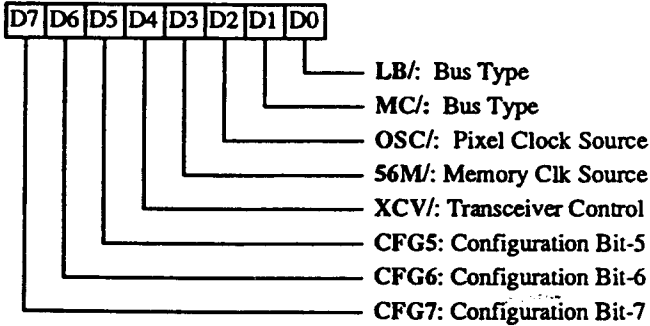 D7 D6 D5 D4 D3 D2 D1 D0
LB/: Bus Type
MC/: Bus Type
OSC/: Pixel Clock Source
56M/: Memory Clk Source
XCV/: Transceiver Control
CFG5: Configuration Bit-5
CFG6: Configuration Bit-6
CFG7: Configuration Bit-7